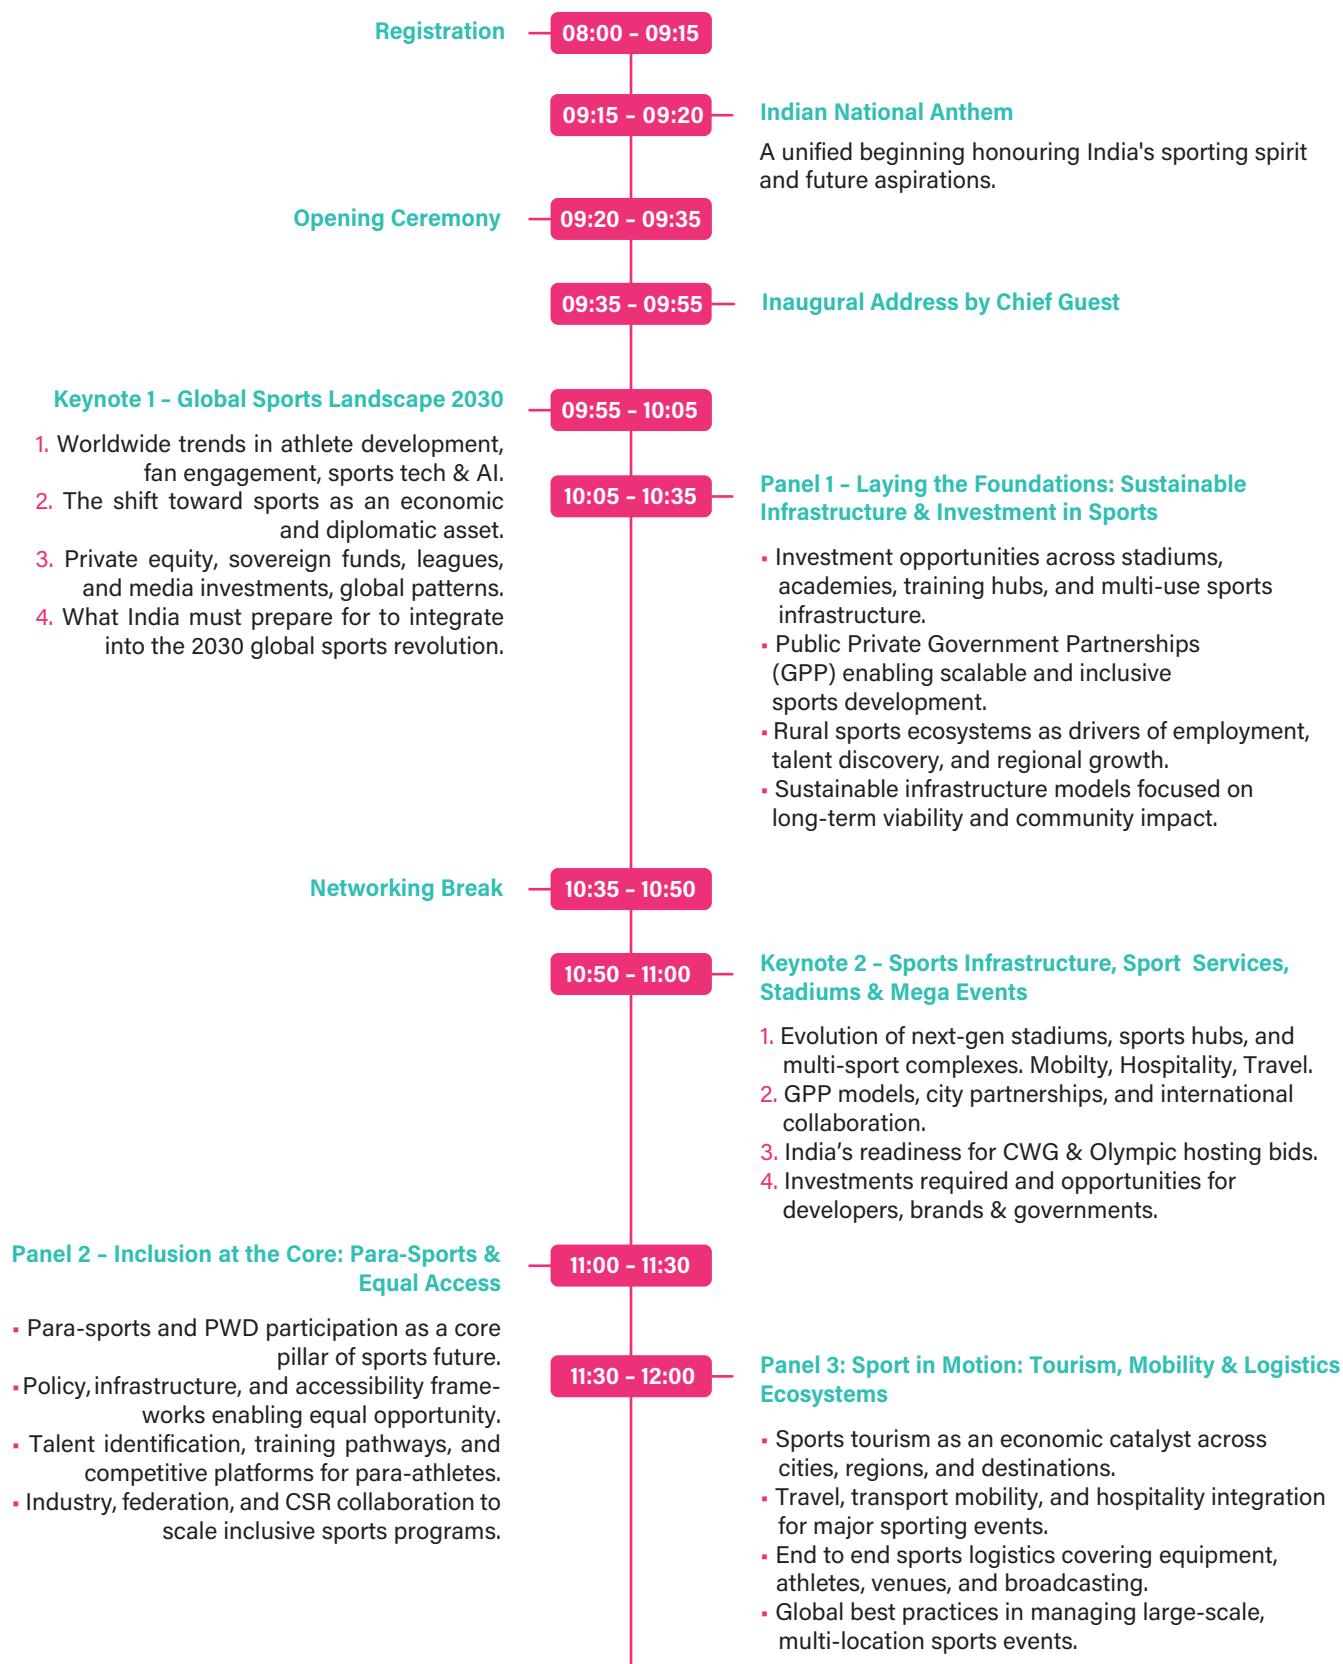 Registration
08:00 – 09:15
09:15 – 09:20
Indian National Anthem
A unified beginning honouring India's sporting spirit
and future aspirations.
Opening Ceremony
09:20 – 09:35
09:35 – 09:55
Inaugural Address by Chief Guest
Keynote 1 – Global Sports Landscape 2030
09:55 – 10:05
1. Worldwide trends in athlete development,
fan engagement, sports tech & AI.
2. The shift toward sports as an economic
and diplomatic asset.
3. Private equity, sovereign funds, leagues,
and media investments, global patterns.
4. What India must prepare for to integrate
into the 2030 global sports revolution.
10:05 – 10:35
Panel 1 – Laying the Foundations: Sustainable
Infrastructure & Investment in Sports
▪ Investment opportunities across stadiums,
academies, training hubs, and multi-use sports
infrastructure.
▪ Public Private Government Partnerships
(GPP) enabling scalable and inclusive
sports development.
▪ Rural sports ecosystems as drivers of employment,
talent discovery, and regional growth.
▪ Sustainable infrastructure models focused on
long-term viability and community impact.
Networking Break
10:35 – 10:50
10:50 – 11:00
Keynote 2 – Sports Infrastructure, Sport Services,
Stadiums & Mega Events
1. Evolution of next-gen stadiums, sports hubs, and
multi-sport complexes. Mobilty, Hospitality, Travel.
2. GPP models, city partnerships, and international
collaboration.
3. India’s readiness for CWG & Olympic hosting bids.
4. Investments required and opportunities for
developers, brands & governments.
Panel 2 – Inclusion at the Core: Para-Sports &
Equal Access
11:00 – 11:30
▪ Para-sports and PWD participation as a core
pillar of sports future.
▪ Policy, infrastructure, and accessibility frame-
works enabling equal opportunity.
▪ Talent identification, training pathways, and
competitive platforms for para-athletes.
▪ Industry, federation, and CSR collaboration to
scale inclusive sports programs.
11:30 – 12:00
Panel 3: Sport in Motion: Tourism, Mobility & Logistics
Ecosystems
▪ Sports tourism as an economic catalyst across
cities, regions, and destinations.
▪ Travel, transport mobility, and hospitality integration
for major sporting events.
▪ End to end sports logistics covering equipment,
athletes, venues, and broadcasting.
▪ Global best practices in managing large-scale,
multi-location sports events.